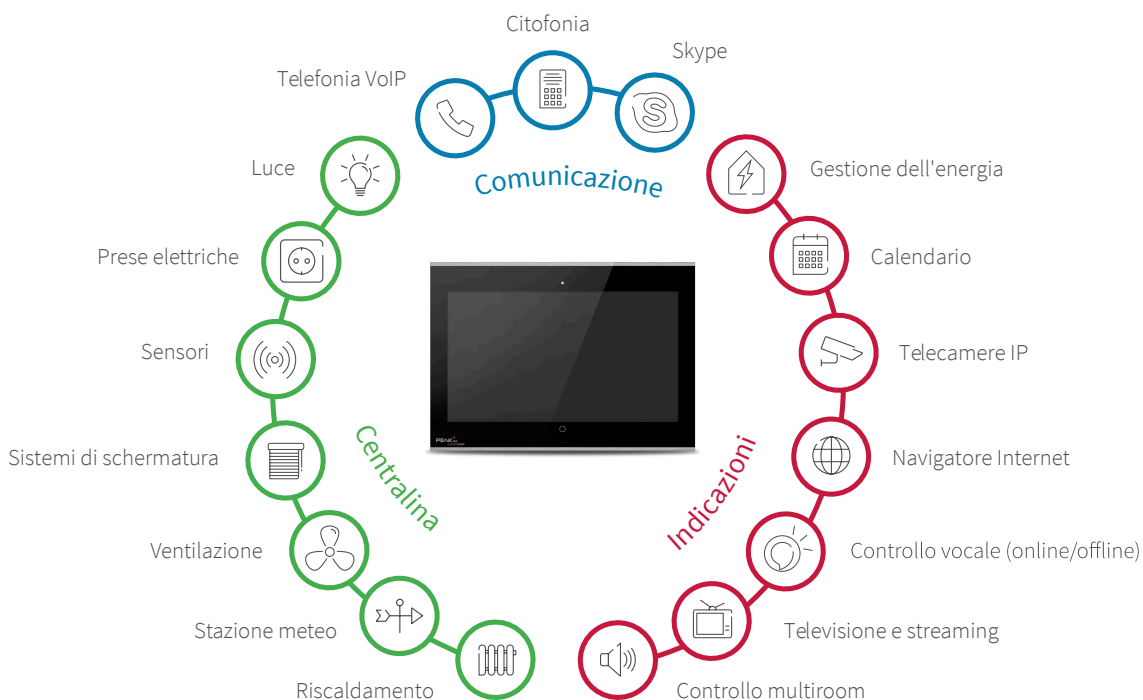 Citofonia
Skype
Telefonia VoIP
Comunicazione
Luce
Gestione dell'energia
Prese elettriche
Calendario
Sensori
Telecamere IP
Sistemi di schermatura
Centralina
Indicazioni
Navigatore Internet
Ventilazione
Controllo vocale (online/offline)
Stazione meteo
Televisione e streaming
Riscaldamento
Controllo multiroom
PEAK